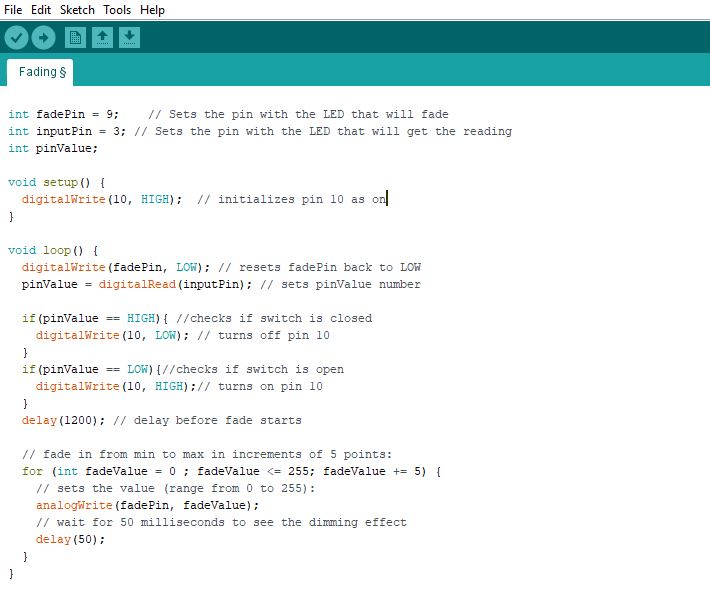 File Edit Sketch Tools Help
Fading §
int fadePin = 9;    // Sets the pin with the LED that will fade
int inputPin = 3; // Sets the pin with the LED that will get the reading
int pinValue;
void setup() {
  digitalWrite(10, HIGH);  // initializes pin 10 as on
}
void loop() {
  digitalWrite(fadePin, LOW); // resets fadePin back to LOW
  pinValue = digitalRead(inputPin); // sets pinValue number
  if(pinValue == HIGH){ //checks if switch is closed
    digitalWrite(10, LOW); // turns off pin 10
  }
  if(pinValue == LOW){//checks if switch is open
    digitalWrite(10, HIGH);// turns on pin 10
  }
  delay(1200); // delay before fade starts
  // fade in from min to max in increments of 5 points:
  for (int fadeValue = 0 ; fadeValue <= 255; fadeValue += 5) {
    // sets the value (range from 0 to 255):
    analogWrite(fadePin, fadeValue);
    // wait for 50 milliseconds to see the dimming effect
    delay(50);
  }
}